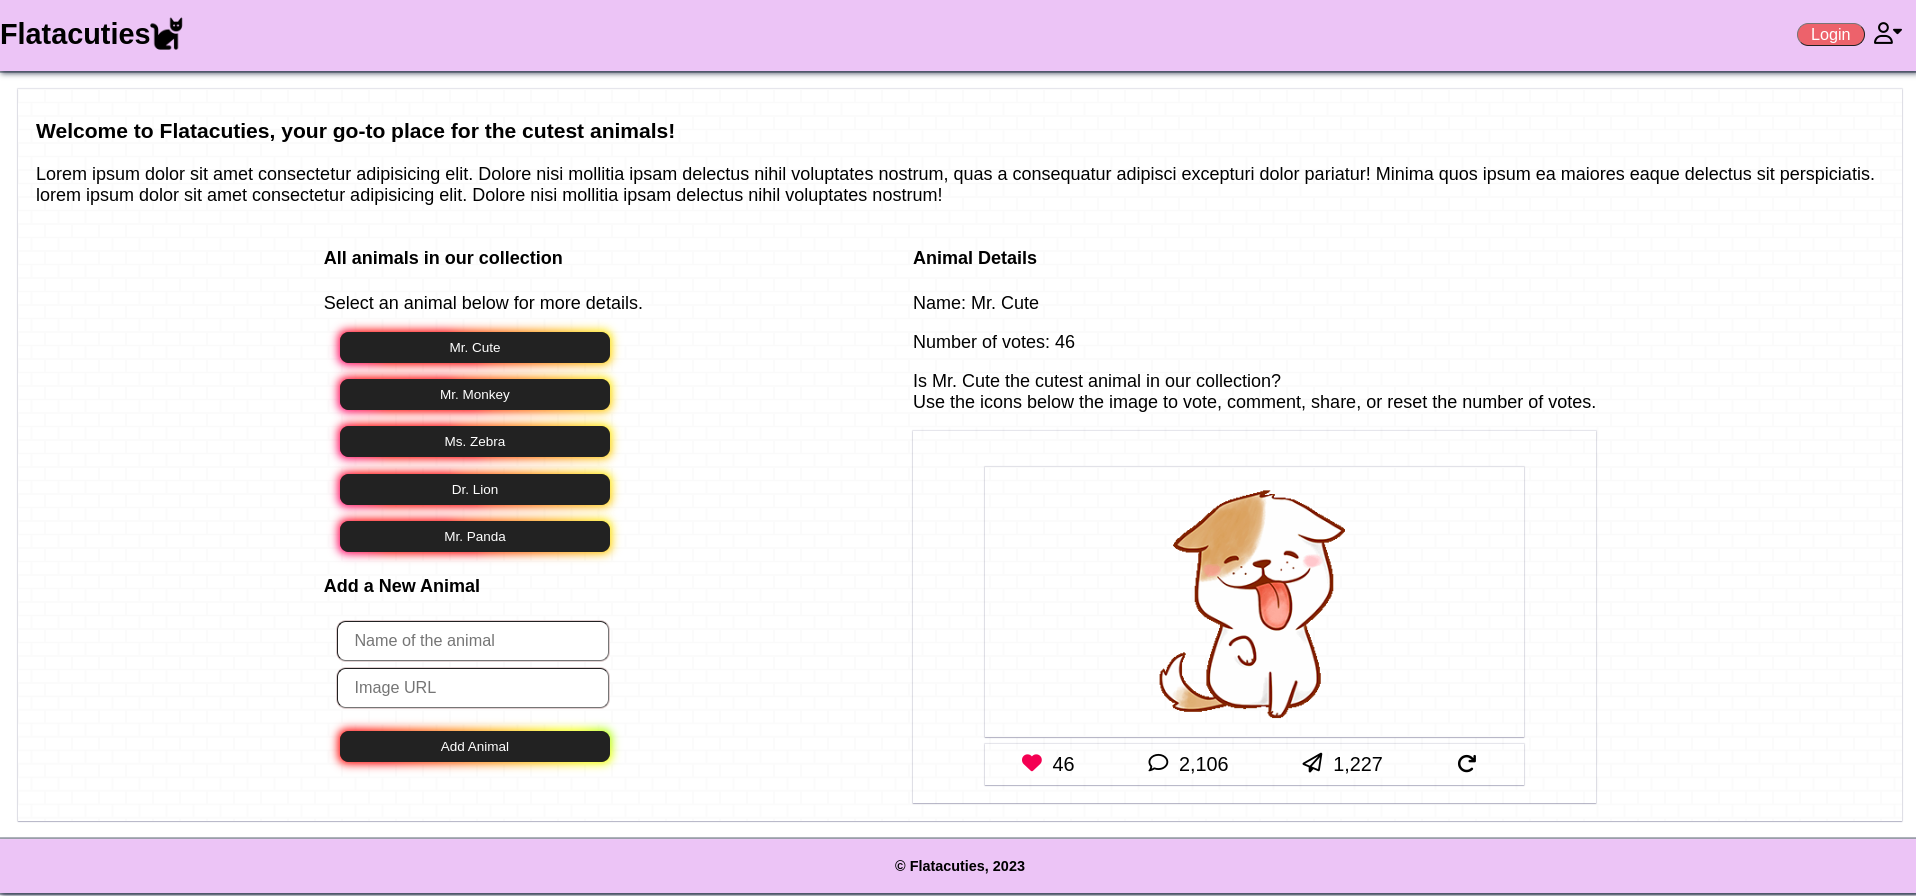 Flatacuties
Login
Welcome to Flatacuties, your go-to place for the cutest animals!
Lorem ipsum dolor sit amet consectetur adipisicing elit. Dolore nisi mollitia ipsam delectus nihil voluptates nostrum, quas a consequatur adipisci excepturi dolor pariatur! Minima quos ipsum ea maiores eaque delectus sit perspiciatis.
lorem ipsum dolor sit amet consectetur adipisicing elit. Dolore nisi mollitia ipsam delectus nihil voluptates nostrum!
All animals in our collection
Select an animal below for more details.
Mr. Cute
Mr. Monkey
Ms. Zebra
Dr. Lion
Mr. Panda
Add a New Animal
Name of the animal
Image URL
Add Animal
Animal Details
Name: Mr. Cute
Number of votes: 46
Is Mr. Cute the cutest animal in our collection?
Use the icons below the image to vote, comment, share, or reset the number of votes.
46 2,106 1,227
© Flatacuties, 2023